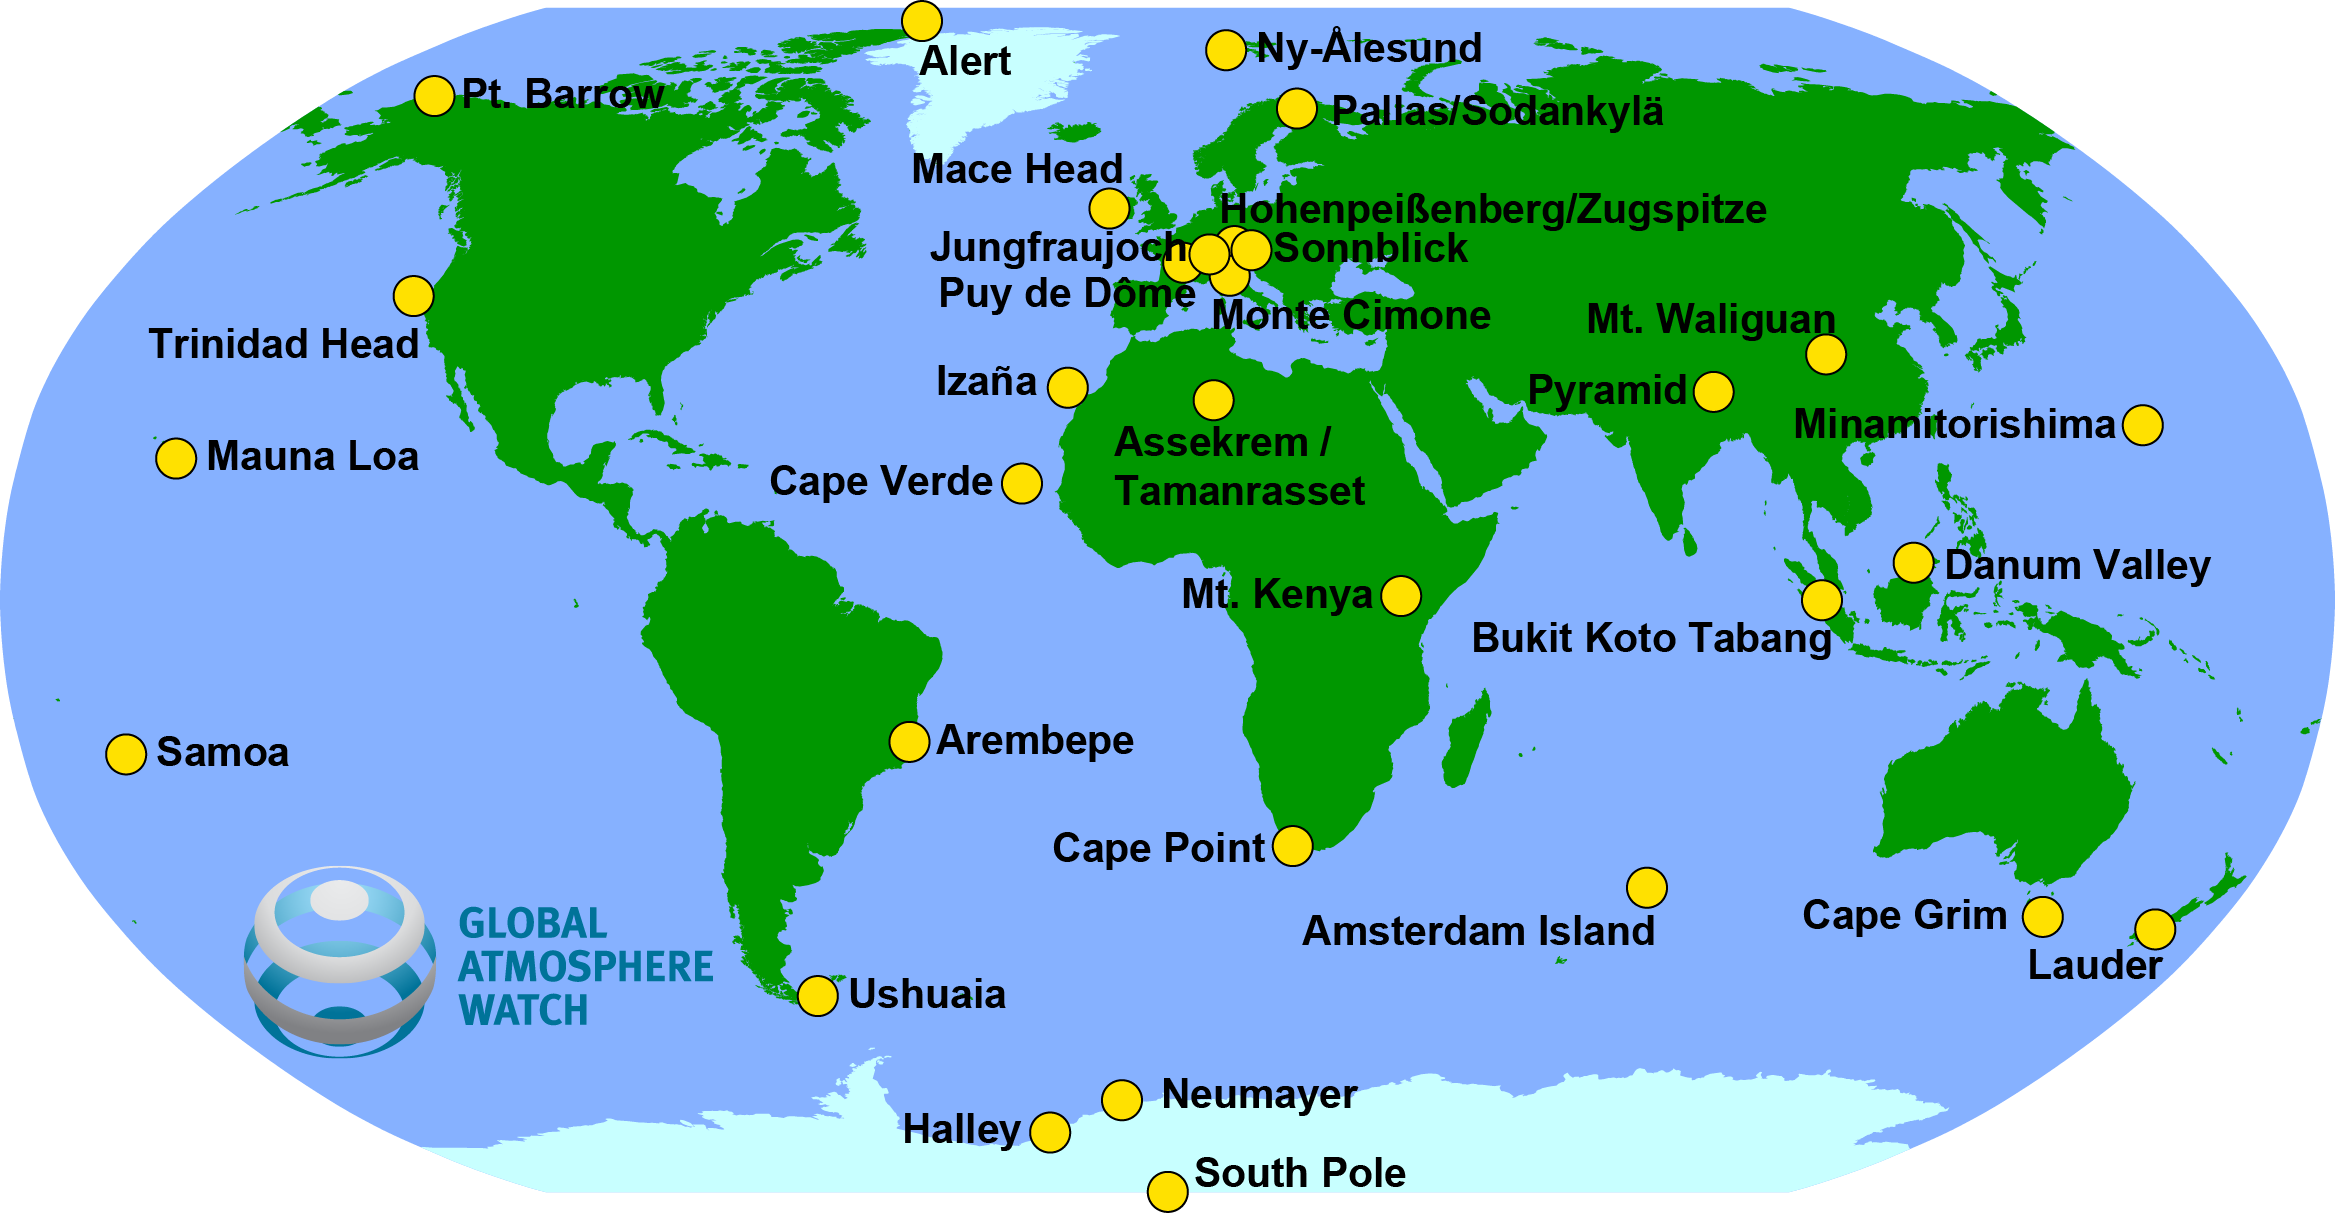 Alert
Ny-Ålesund
Pt. Barrow
Pallas/Sodankylä
Mace Head
Hohenpeißenberg/Zugspitze
Jungfraujoch
Sonnblick
Puy de Dôme
Monte Cimone
Mt. Waliguan
Trinidad Head
Izaña
Pyramid
Minamitorishima
Assekrem /
Tamanrasset
Mauna Loa
Cape Verde
Danum Valley
Mt. Kenya
Bukit Koto Tabang
Samoa
Arembepe
Cape Point
Amsterdam Island
Cape Grim
Lauder
GLOBAL
ATMOSPHERE
WATCH
Ushuaia
Neumayer
Halley
South Pole